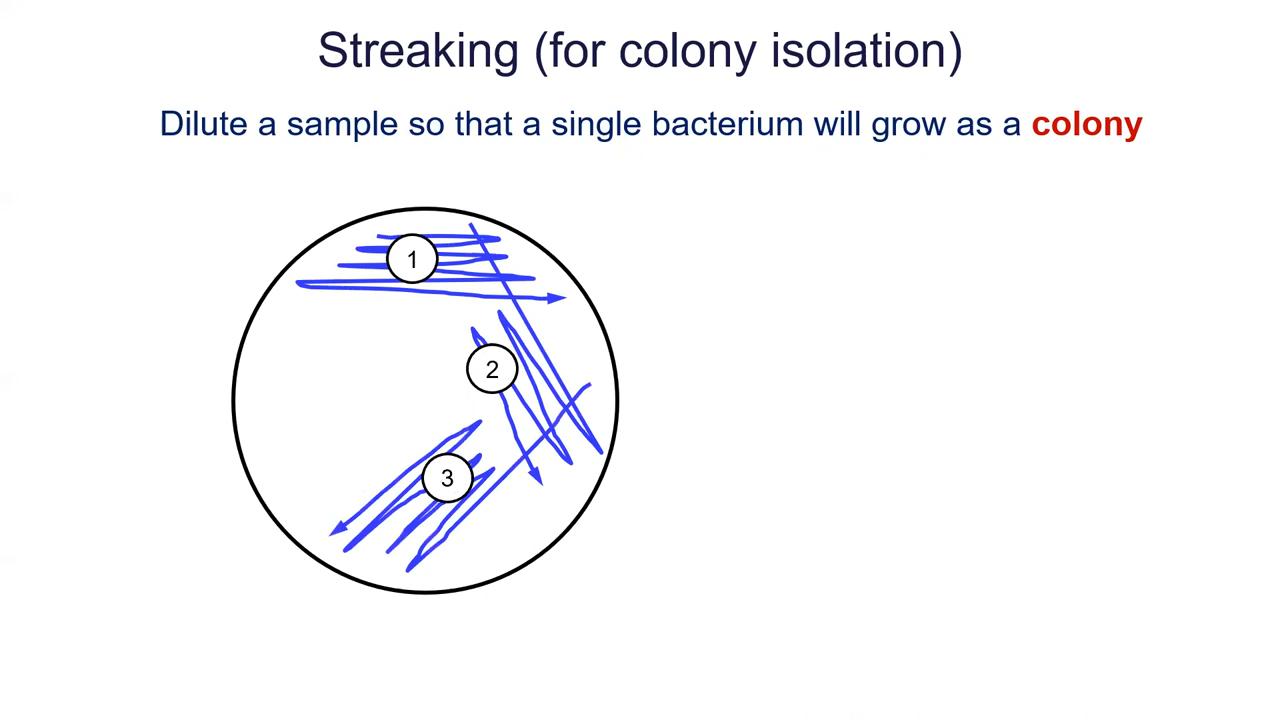 Streaking (for colony isolation)
Dilute a sample so that a single bacterium will grow as a colony
1
2
3